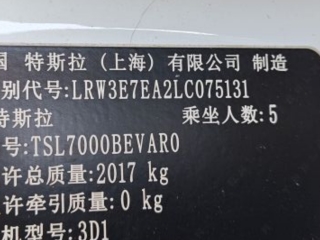 国 特斯拉 (上海) 有限公司 制造
别代号:LRW3E7EA2LC075131
特斯拉 乘坐人数:5
号:TSL7000BEVAR0
许总质量:2017 kg
许牵引质量:0 kg
机型号:3D1